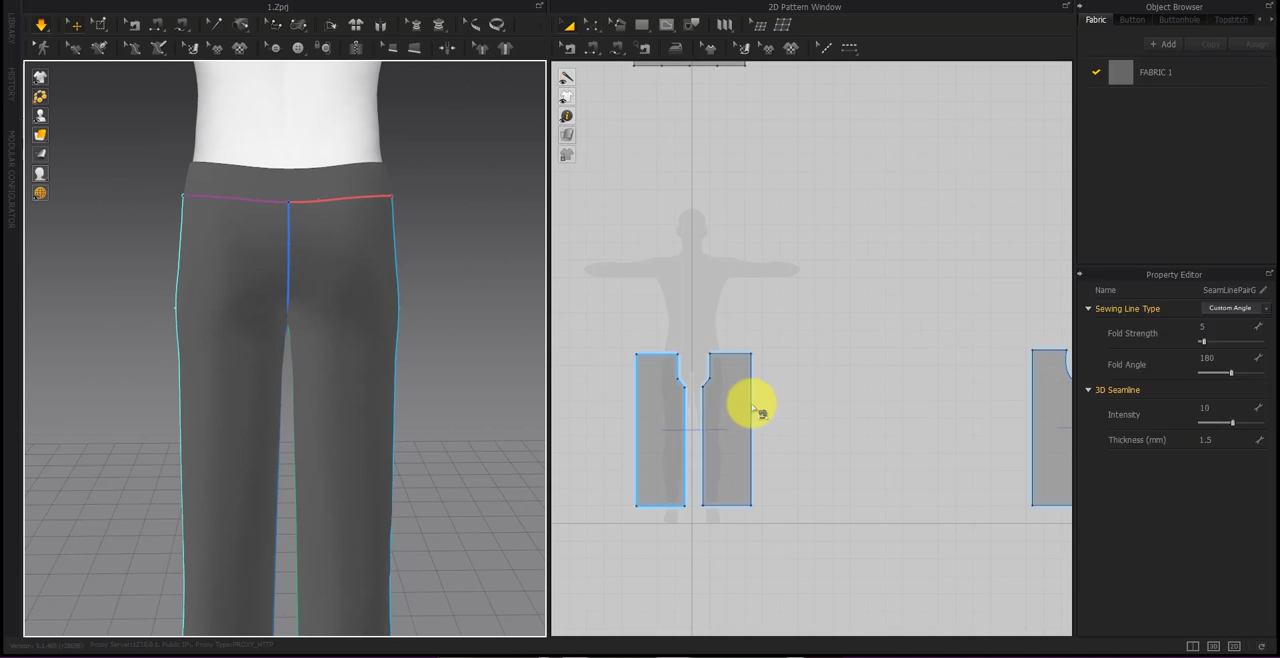 1.Zprj
2D Pattern Window
Object Browser
Fabric
Button
Buttonhole
Topstitch
+ Add
Copy
Assign
FABRIC 1
LIBRARY
HISTORY
MODULAR CONFIGURATOR
Property Editor
Name
SeamLinePairG
Sewing Line Type
Custom Angle
Fold Strength
5
Fold Angle
180
3D Seamline
Intensity
10
Thickness (mm)
1.5
3D
2D